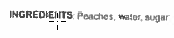 INGREDIENTS: Peaches, water, sugar